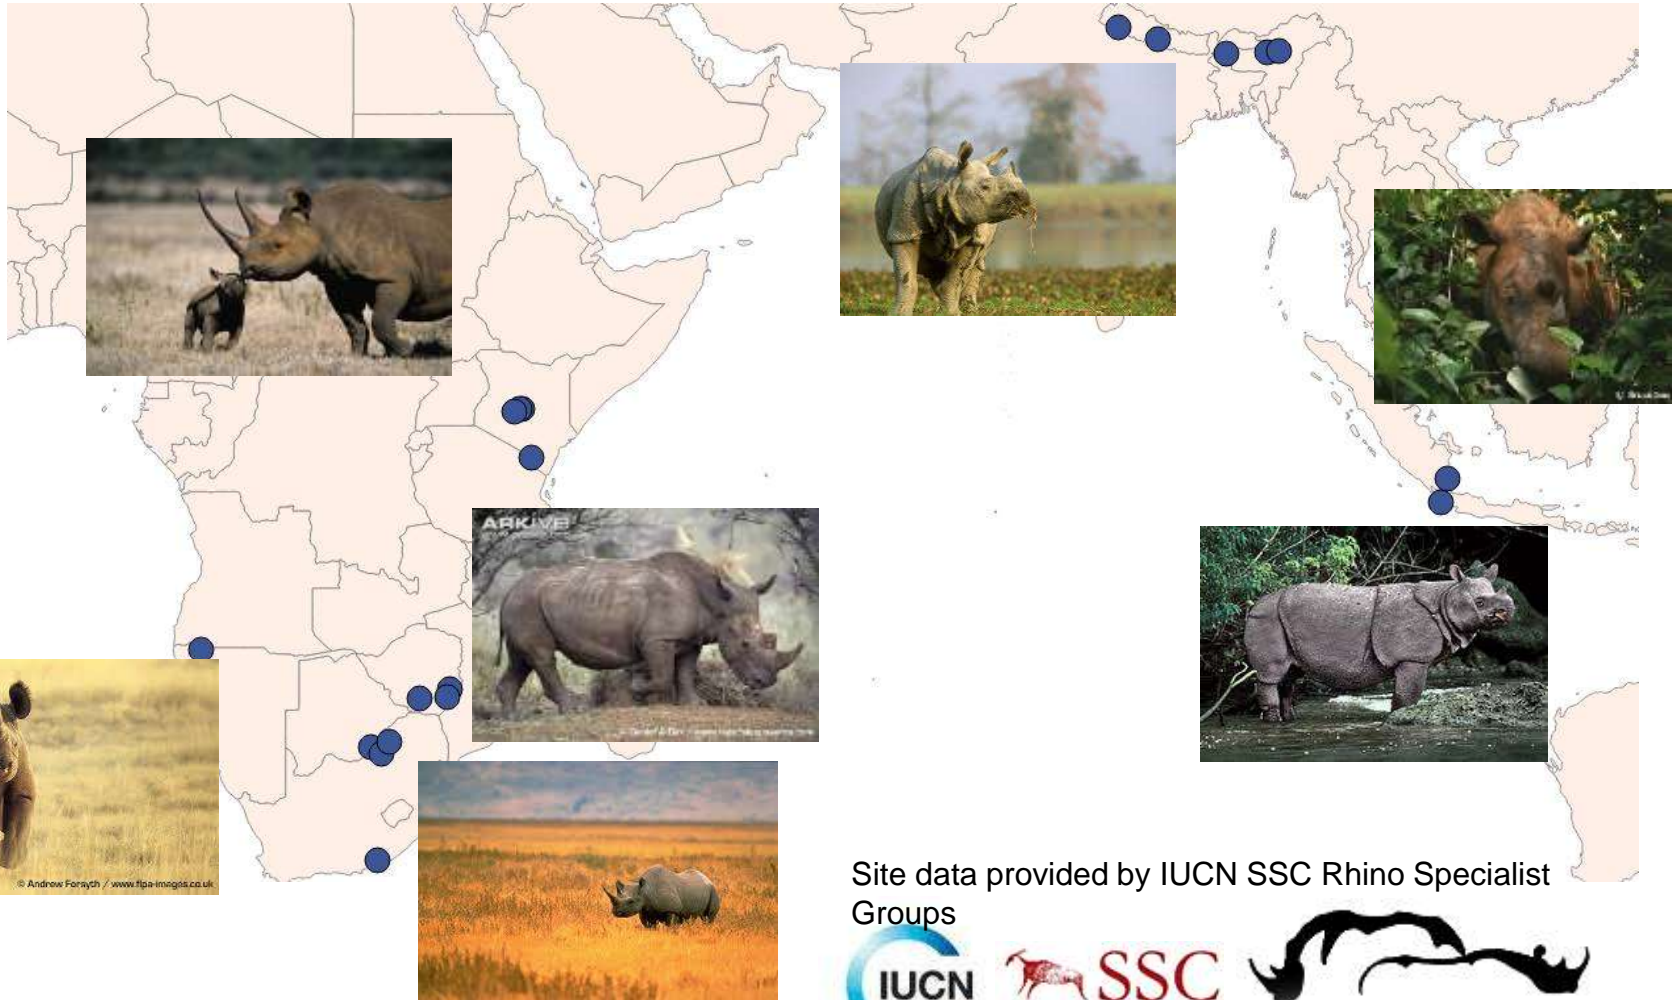 ARKIVE
© Andrew Forsyth / www.flpa-images.co.uk
Site data provided by IUCN SSC Rhino Specialist
Groups
IUCN
SSC